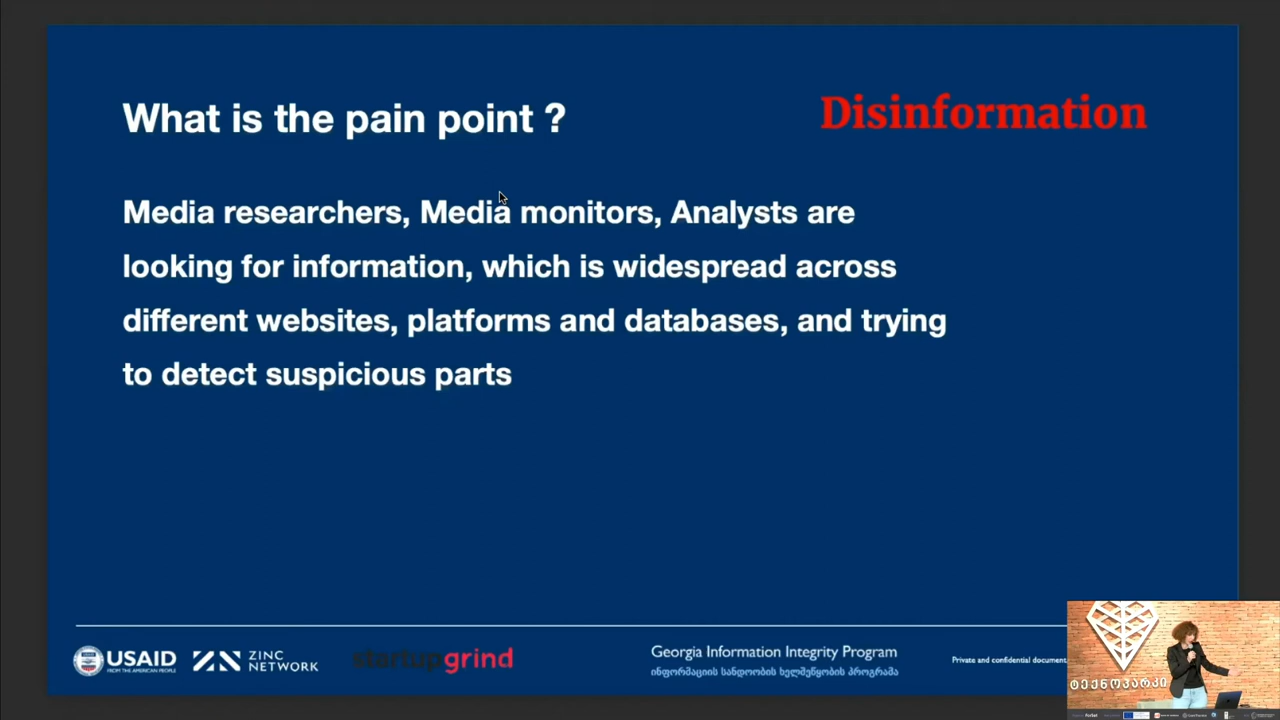 What is the pain point ?
Disinformation
Media researchers, Media monitors, Analysts are
looking for information, which is widespread across
different websites, platforms and databases, and trying
to detect suspicious parts
USAID
FROM THE AMERICAN PEOPLE
ZINC
NETWORK
startupgrind
Georgia Information Integrity Program
ინფორმაციის სანდოობის ხელშეწყობის პროგრამა
Private and confidential document.
ტექნოპარკი